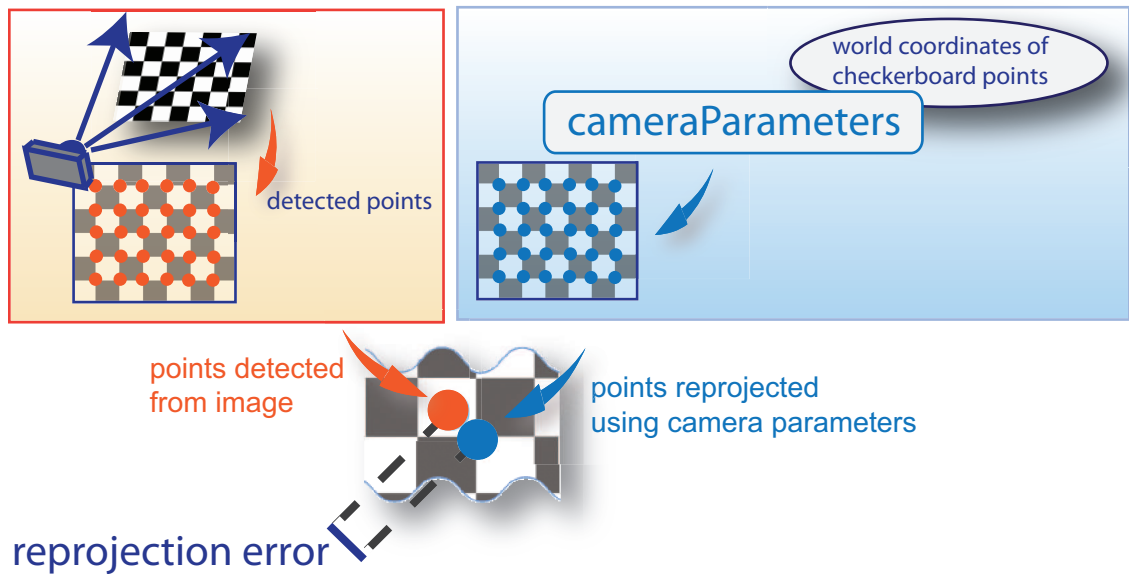 detected points
world coordinates of
checkerboard points
cameraParameters
points detected
from image
points reprojected
using camera parameters
reprojection error